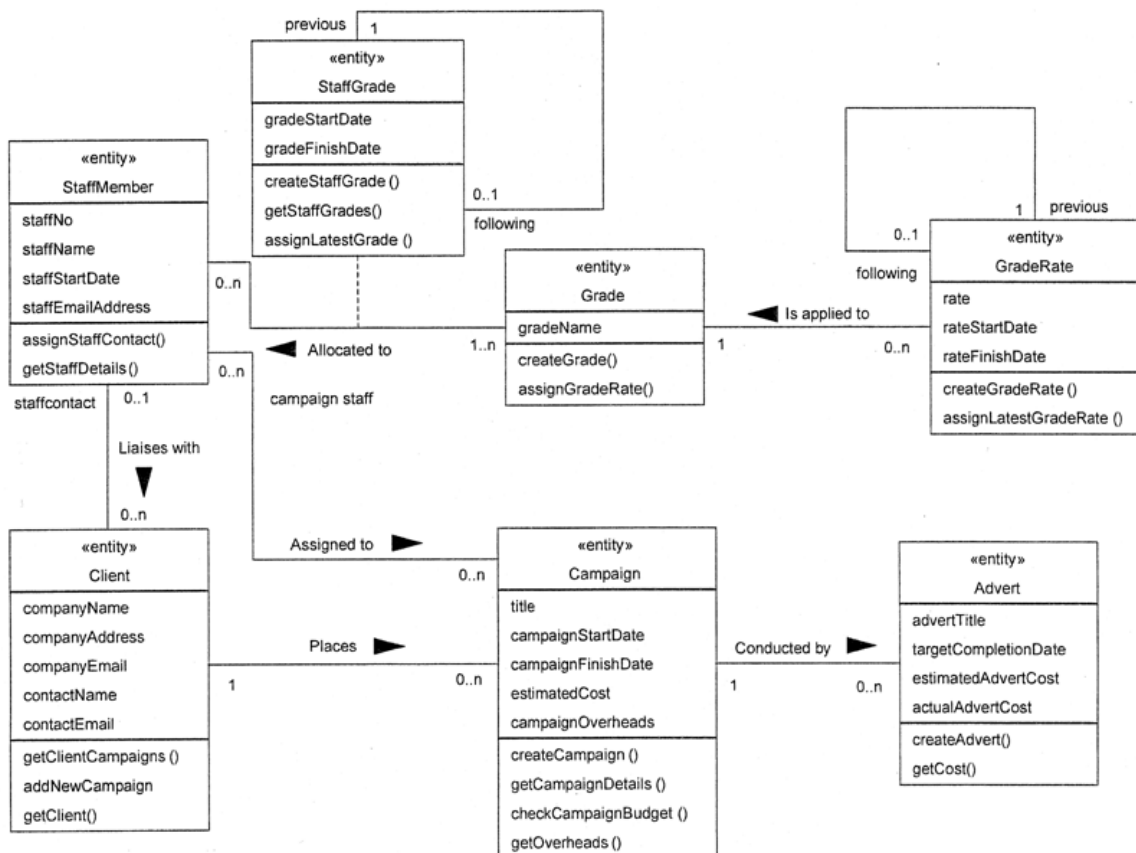 previous
1
«entity»
StaffGrade
gradeStartDate
gradeFinishDate
createStaffGrade ()
getStaffGrades()
assignLatestGrade ()
0..1
following
«entity»
StaffMember
staffNo
staffName
staffStartDate
staffEmailAddress
assignStaffContact()
getStaffDetails()
0..n
1..n
Allocated to
«entity»
Grade
gradeName
createGrade()
assignGradeRate()
1
previous
0..1
following
«entity»
GradeRate
rate
rateStartDate
rateFinishDate
createGradeRate ()
assignLatestGradeRate ()
Is applied to
1
0..n
0..n
campaign staff
staffcontact
0..1
Liaises with
0..n
Assigned to
0..n
«entity»
Client
companyName
companyAddress
companyEmail
contactName
contactEmail
getClientCampaigns ()
addNewCampaign
getClient()
Places
1
0..n
«entity»
Campaign
title
campaignStartDate
campaignFinishDate
estimatedCost
campaignOverheads
createCampaign ()
getCampaignDetails ()
checkCampaignBudget ()
getOverheads ()
Conducted by
1
0..n
«entity»
Advert
advertTitle
targetCompletionDate
estimatedAdvertCost
actualAdvertCost
createAdvert()
getCost()